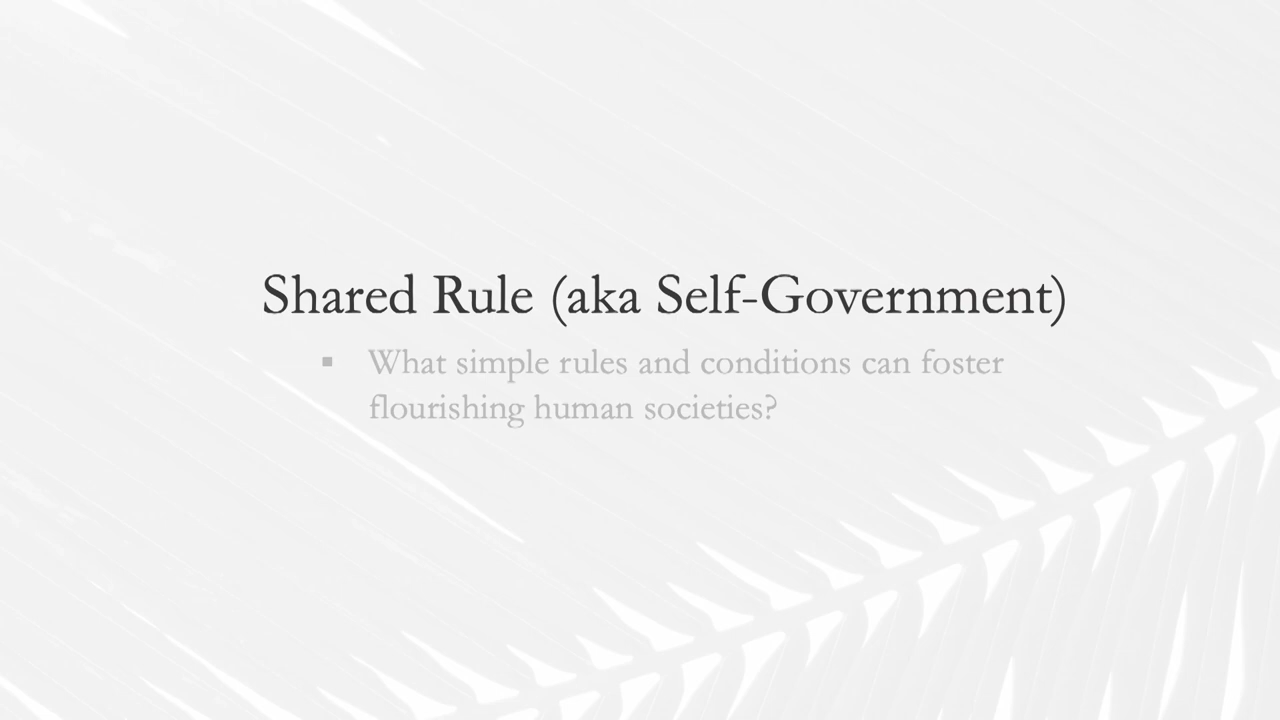 Shared Rule (aka Self-Government)
▪ What simple rules and conditions can foster
flourishing human societies?